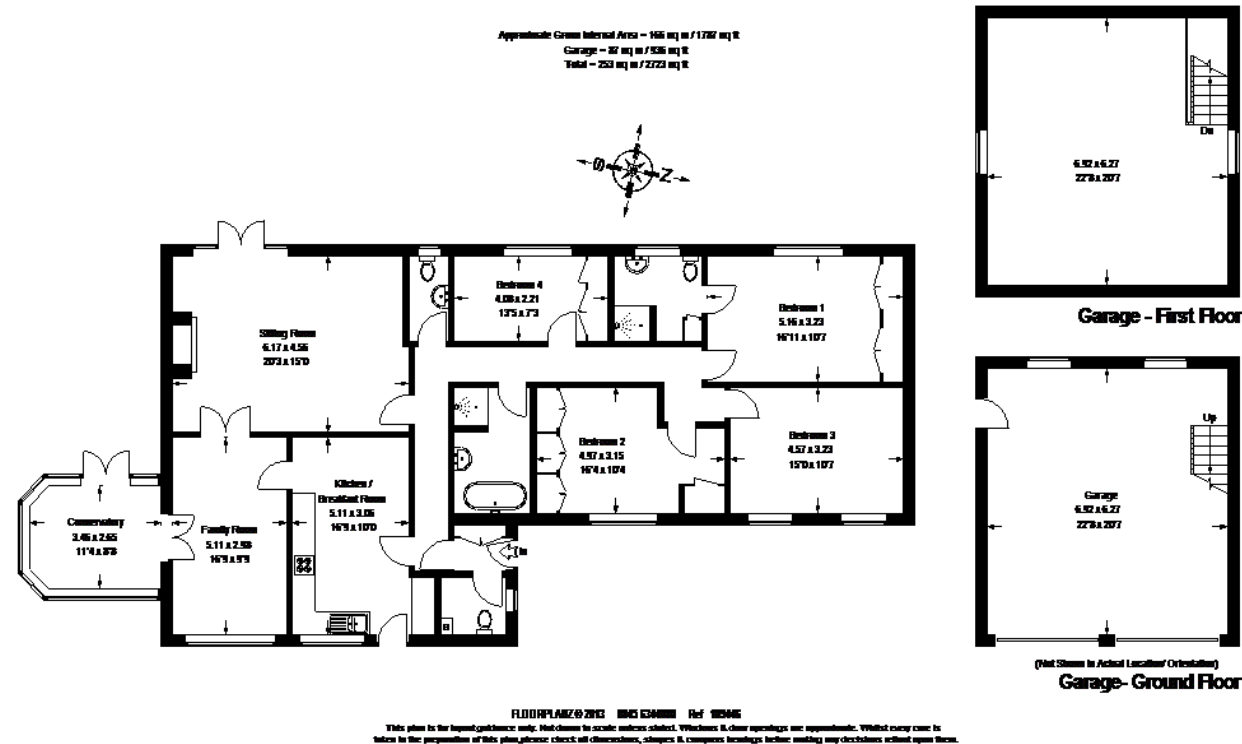 Approximate Gross Internal Area = 166 sq m / 1787 sq ft
Garage = 87 sq m / 936 sq ft
Total = 253 sq m / 2723 sq ft
S
N
Dn
6.92 x 6.27
22'8 x 20'7
Garage - First Floor
Bedroom 4
4.08 x 2.21
13'5 x 7'3
Bedroom 1
5.16 x 3.23
16'11 x 10'7
Sitting Room
6.17 x 4.56
20'3 x 15'0
Bedroom 2
4.97 x 3.15
16'4 x 10'4
Bedroom 3
4.57 x 3.23
15'0 x 10'7
Up
Kitchen /
Breakfast Room
5.11 x 3.05
16'9 x 10'0
Garage
6.92 x 6.27
22'8 x 20'7
Conservatory
3.45 x 2.65
11'4 x 8'8
Family Room
5.11 x 2.98
16'9 x 9'9
In
(Not Shown In Actual Location/ Orientation)
Garage- Ground Floor
FLOORPLANZ © 2013 0845 6344080 Ref
This plan is for layout guidance only. Not drawn to scale unless stated. Windows & door openings are approximate. Whilst every care is
taken in the preparation of this plan, please check all dimensions, shapes & compass bearings before making any decisions reliant upon them.